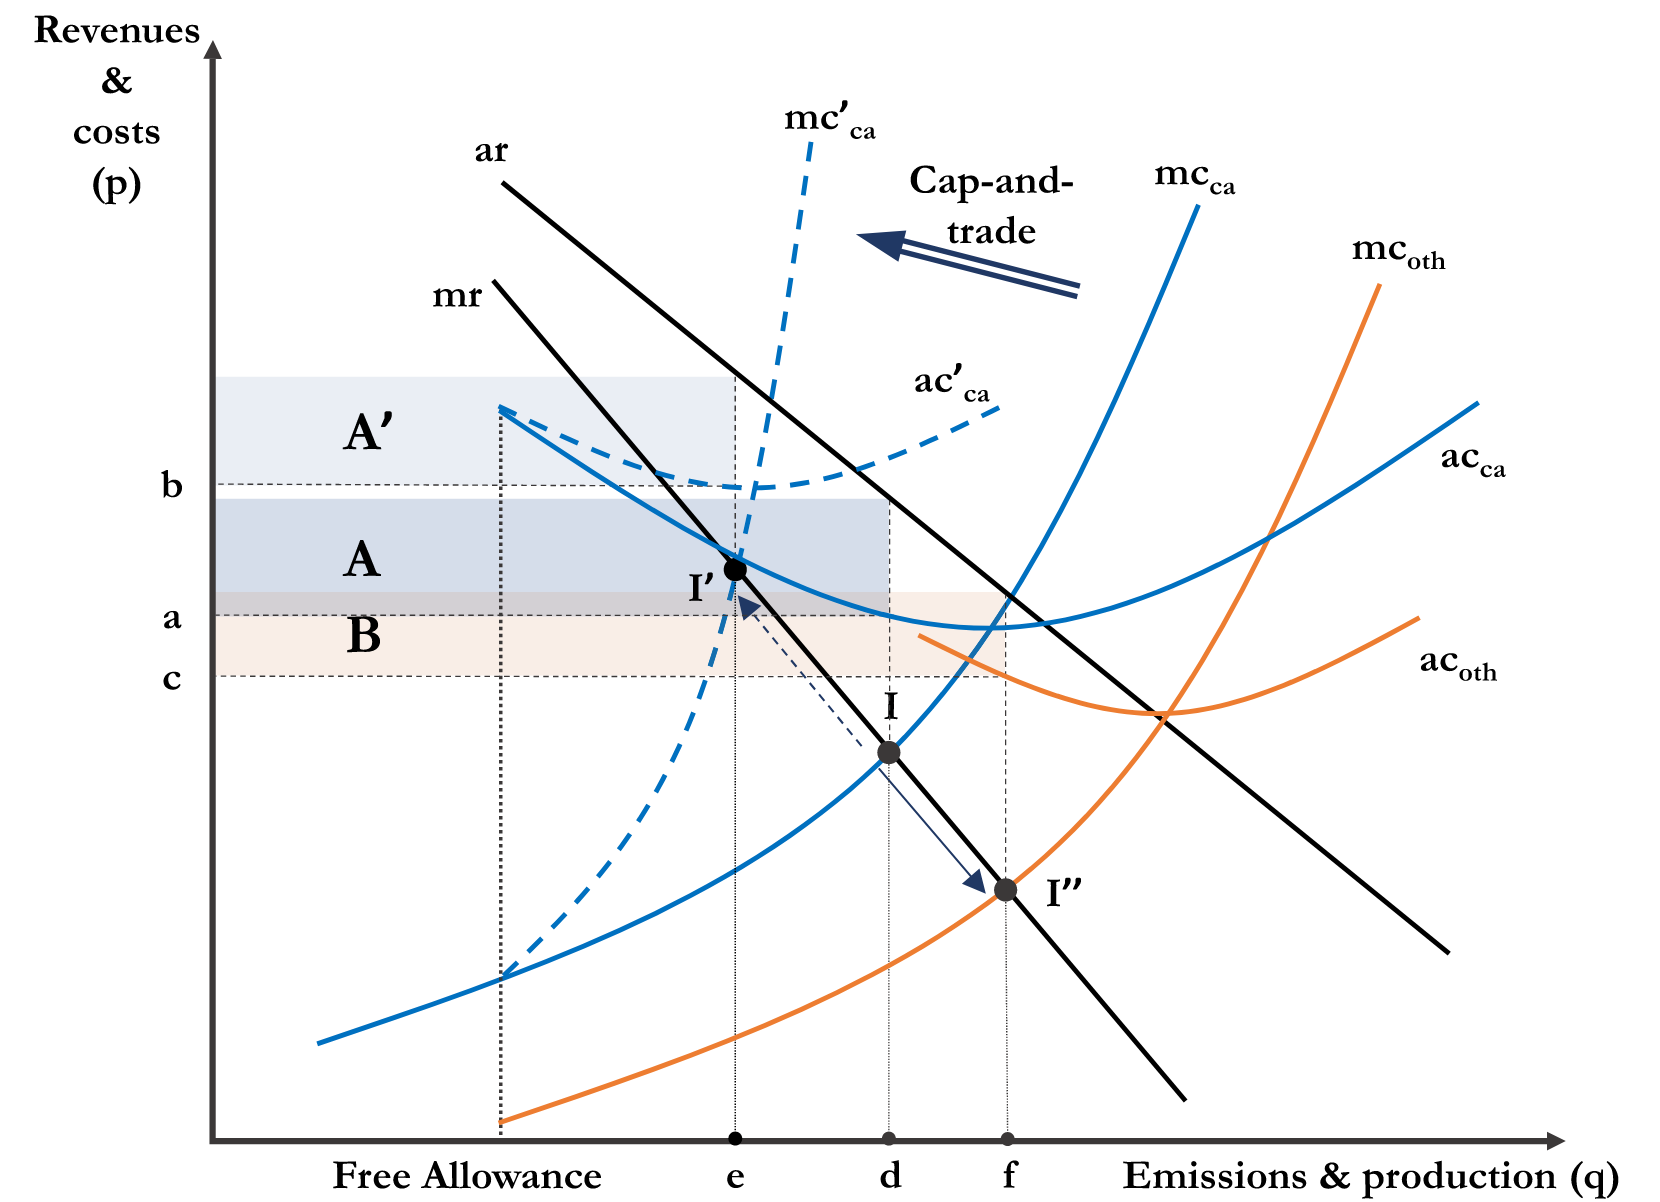 Revenues
&
costs
(p)
mc’ca
ar
Cap-and-
trade
mcca
mcoth
mr
ac’ca
A’
b
acca
A
I’
a
B
c
acoth
I
I’’
Free Allowance
e
d
f
Emissions & production (q)